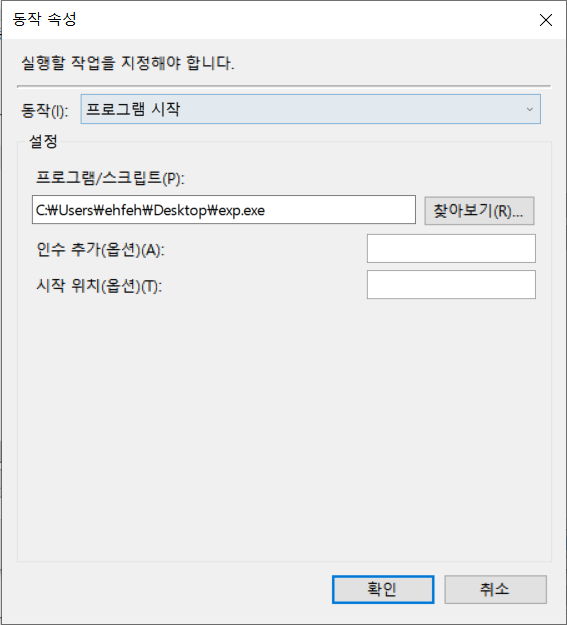 동작 속성
실행할 작업을 지정해야 합니다.
동작(I): 프로그램 시작
설정
프로그램/스크립트(P):
C:₩Users₩ehfeh₩Desktop₩exp.exe 찾아보기(R)...
인수 추가(옵션)(A):
시작 위치(옵션)(T):
확인 취소